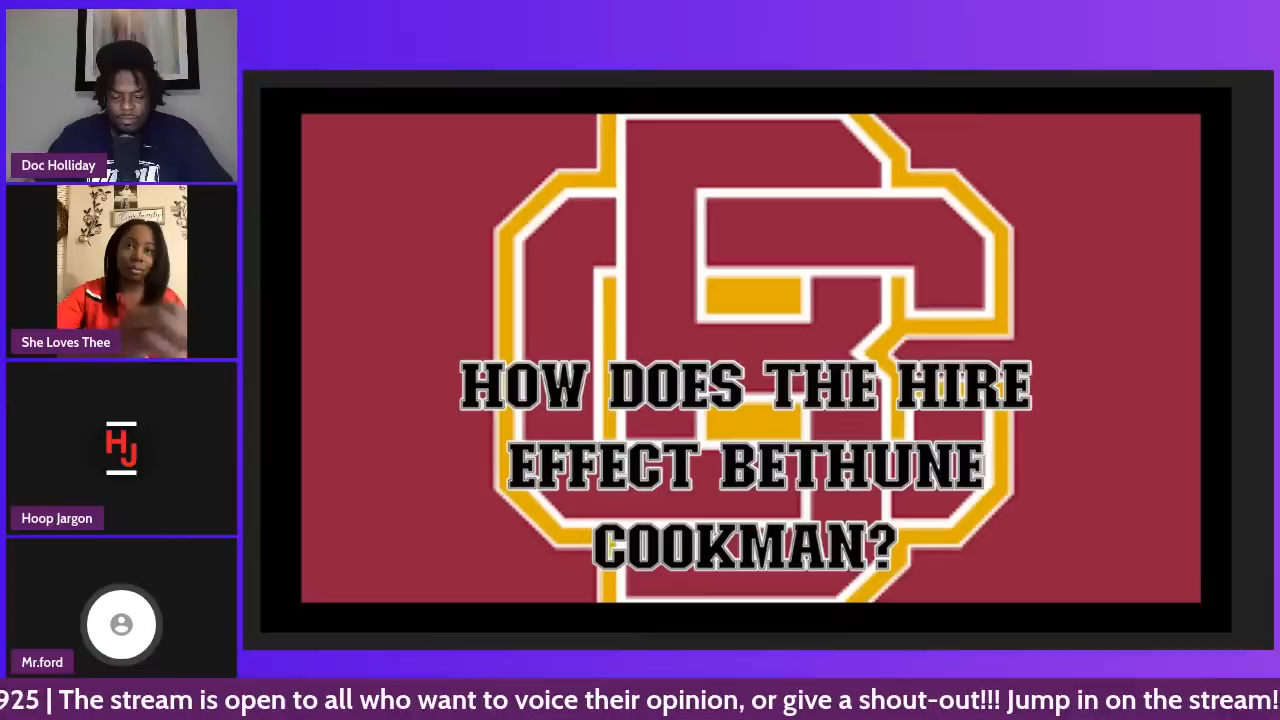 Doc Holliday
She Loves Thee
HJ
Hoop Jargon
Mr.ford
HOW DOES THE HIRE
EFFECT BETHUNE
COOKMAN?
925 | The stream is open to all who want to voice their opinion, or give a shout-out!!! Jump in on the stream!